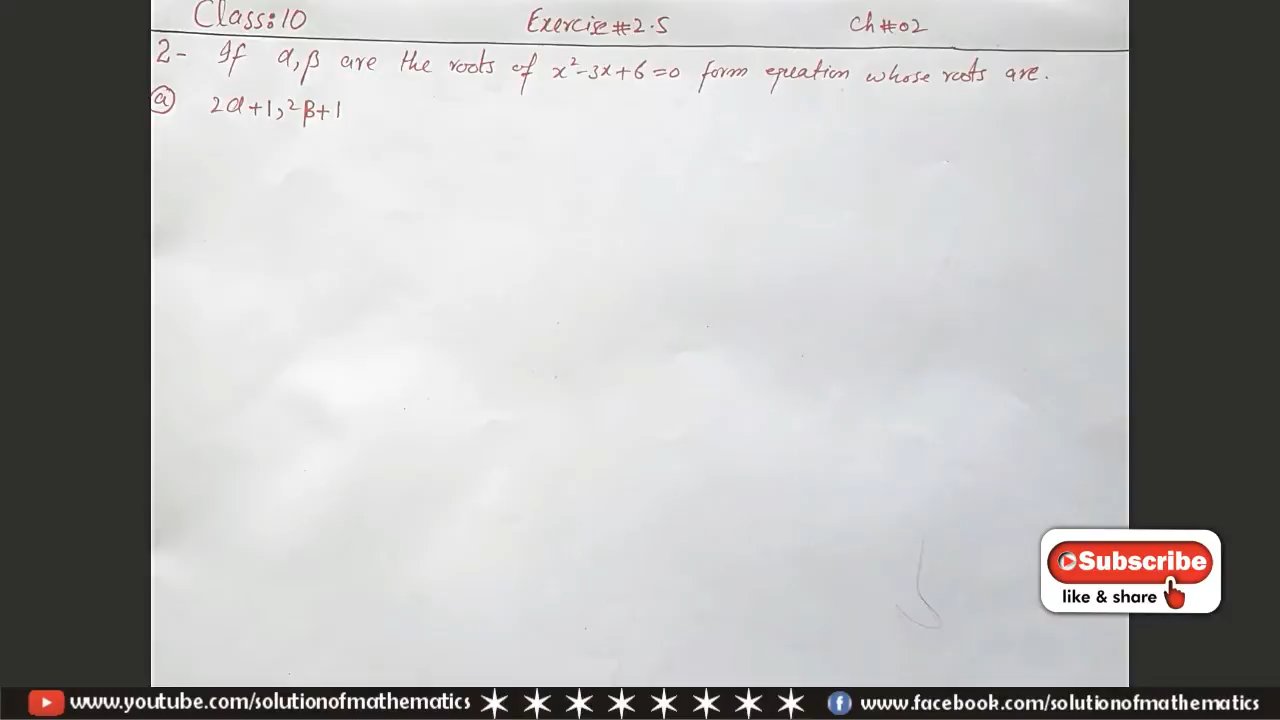 Class:10 Exercise#2.5 Ch#02
2- If α,β are the roots of x²-3x+6=0 form equation whose roots are.
(a) 2α+1,2β+1
Subscribe
like & share
www.youtube.com/solutionofmathematics ✶ ✶ ✶ ✶ ✶ ✶ ✶ ✶ f www.facebook.com/solutionofmathematics